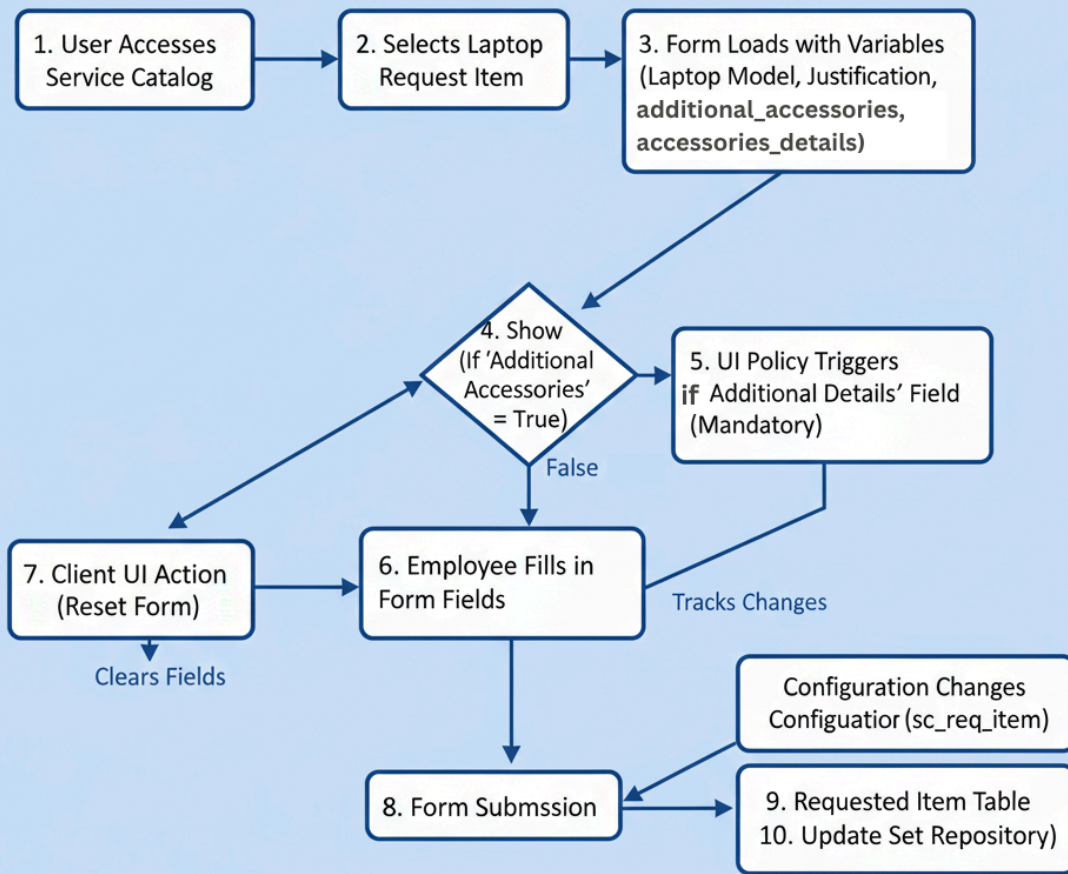 1. User Accesses
Service Catalog
2. Selects Laptop
Request Item
3. Form Loads with Variables
(Laptop Model, Justification,
additional_accessories,
accessories_details)
4. Show
(If 'Additional
Accessories'
= True)
5. UI Policy Triggers
if Additional Details' Field
(Mandatory)
False
7. Client UI Action
(Reset Form)
6. Employee Fills in
Form Fields
Tracks Changes
Clears Fields
Configuration Changes
Configuatior (sc_req_item)
8. Form Submssion
9. Requested Item Table
10. Update Set Repository)